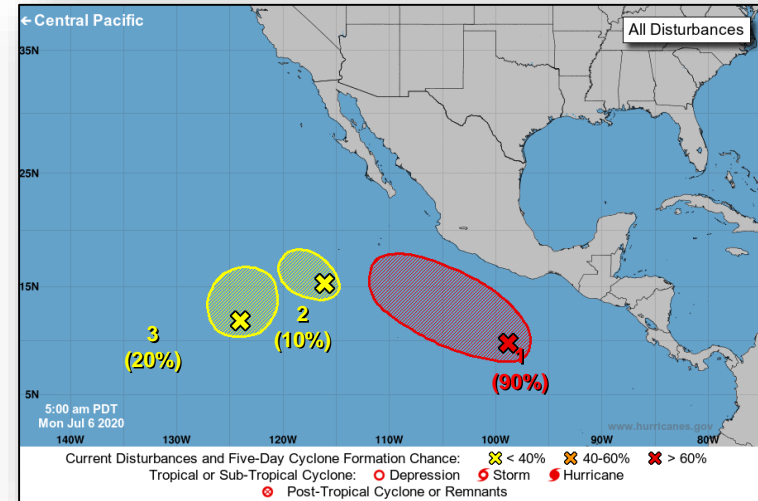 ← Central Pacific
All Disturbances
35N
25N
15N
5N
3
(20%)
2
(10%)
1
(90%)
5:00 am PDT
Mon Jul 6 2020
www.hurricanes.gov
140W 130W 120W 110W 100W 90W 80W
Current Disturbances and Five-Day Cyclone Formation Chance: < 40% 40-60% > 60%
Tropical or Sub-Tropical Cyclone: Depression Storm Hurricane
Post-Tropical Cyclone or Remnants